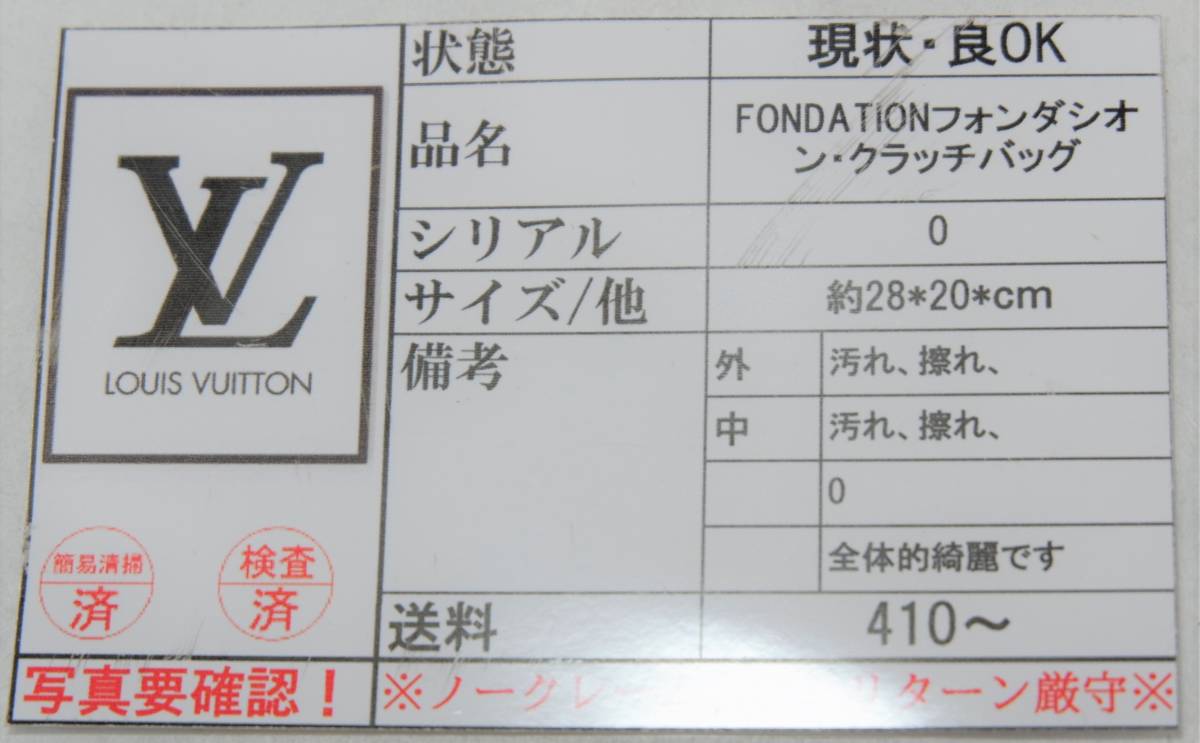 LOUIS VUITTON
簡易清掃
済
検査
済
写真要確認!
状態 現状・良OK
品名 FONDATIONフォンダシオ
ン・クラッチバッグ
シリアル 0
サイズ/他 約28*20*cm
備考 外 汚れ、擦れ、
中 汚れ、擦れ、
0
全体的綺麗です
送料 410~
※ノークレー リターン厳守※